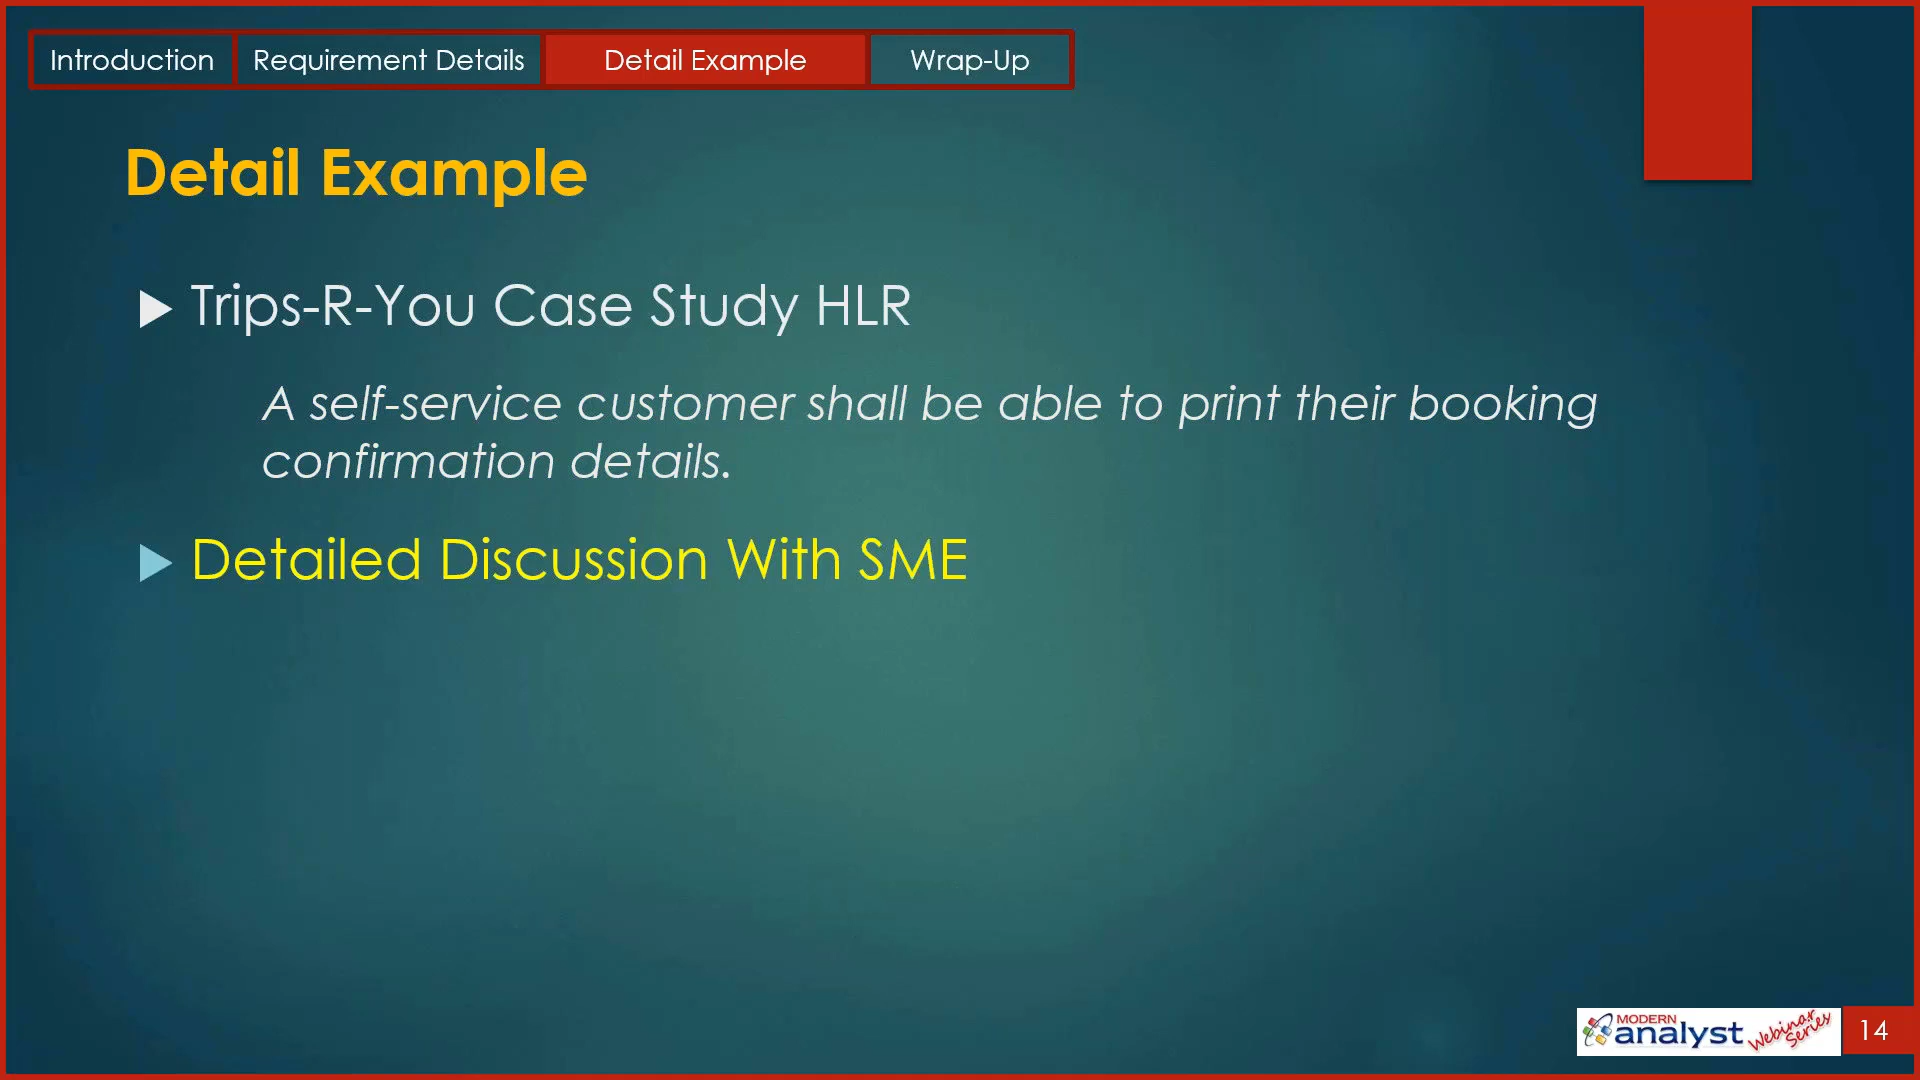 Introduction
Requirement Details
Detail Example
Wrap-Up
Detail Example
Trips-R-You Case Study HLR
A self-service customer shall be able to print their booking
confirmation details.
Detailed Discussion With SME
MODERN
analyst
Webinar
Series
14